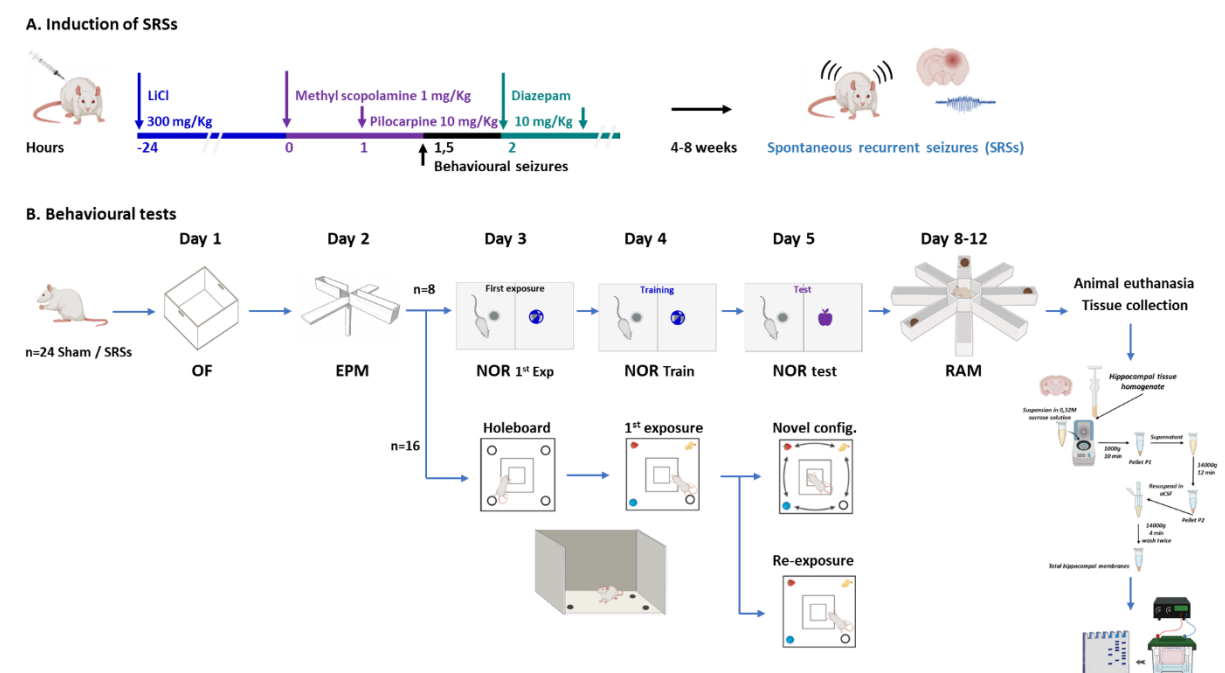 A. Induction of SRSs
LiCl
300 mg/Kg
Methyl scopolamine 1 mg/Kg
Pilocarpine 10 mg/Kg
Diazepam
10 mg/Kg
Hours
-24
0
1
1,5
2
Behavioural seizures
4-8 weeks
Spontaneous recurrent seizures (SRSs)
B. Behavioural tests
Day 1
Day 2
Day 3
Day 4
Day 5
Day 8-12
n=24 Sham / SRSs
OF
EPM
n=8
First exposure
NOR 1st Exp
Training
NOR Train
Test
NOR test
RAM
Animal euthanasia
Tissue collection
n=16
Holeboard
1st exposure
Novel config.
Re-exposure
Hippocampal tissue
homogenate
Suspension in 0,32M
sucrose solution
1000g
10 min
Pellet P1
Supernatant
14000g
12 min
Resuspend in
aCSF
Pellet P2
14000g
4 min
wash twice
Total hippocampal membranes